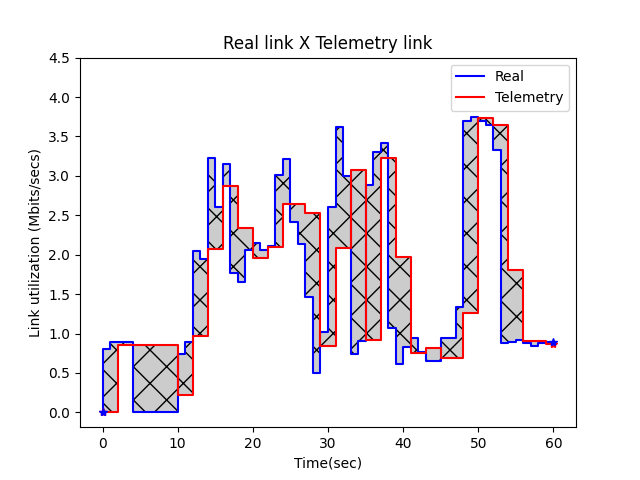 Real link X Telemetry link
Real
Telemetry
Link utilization (Mbits/secs)
4.5
4.0
3.5
3.0
2.5
2.0
1.5
1.0
0.5
0.0
0 10 20 30 40 50 60
Time(sec)